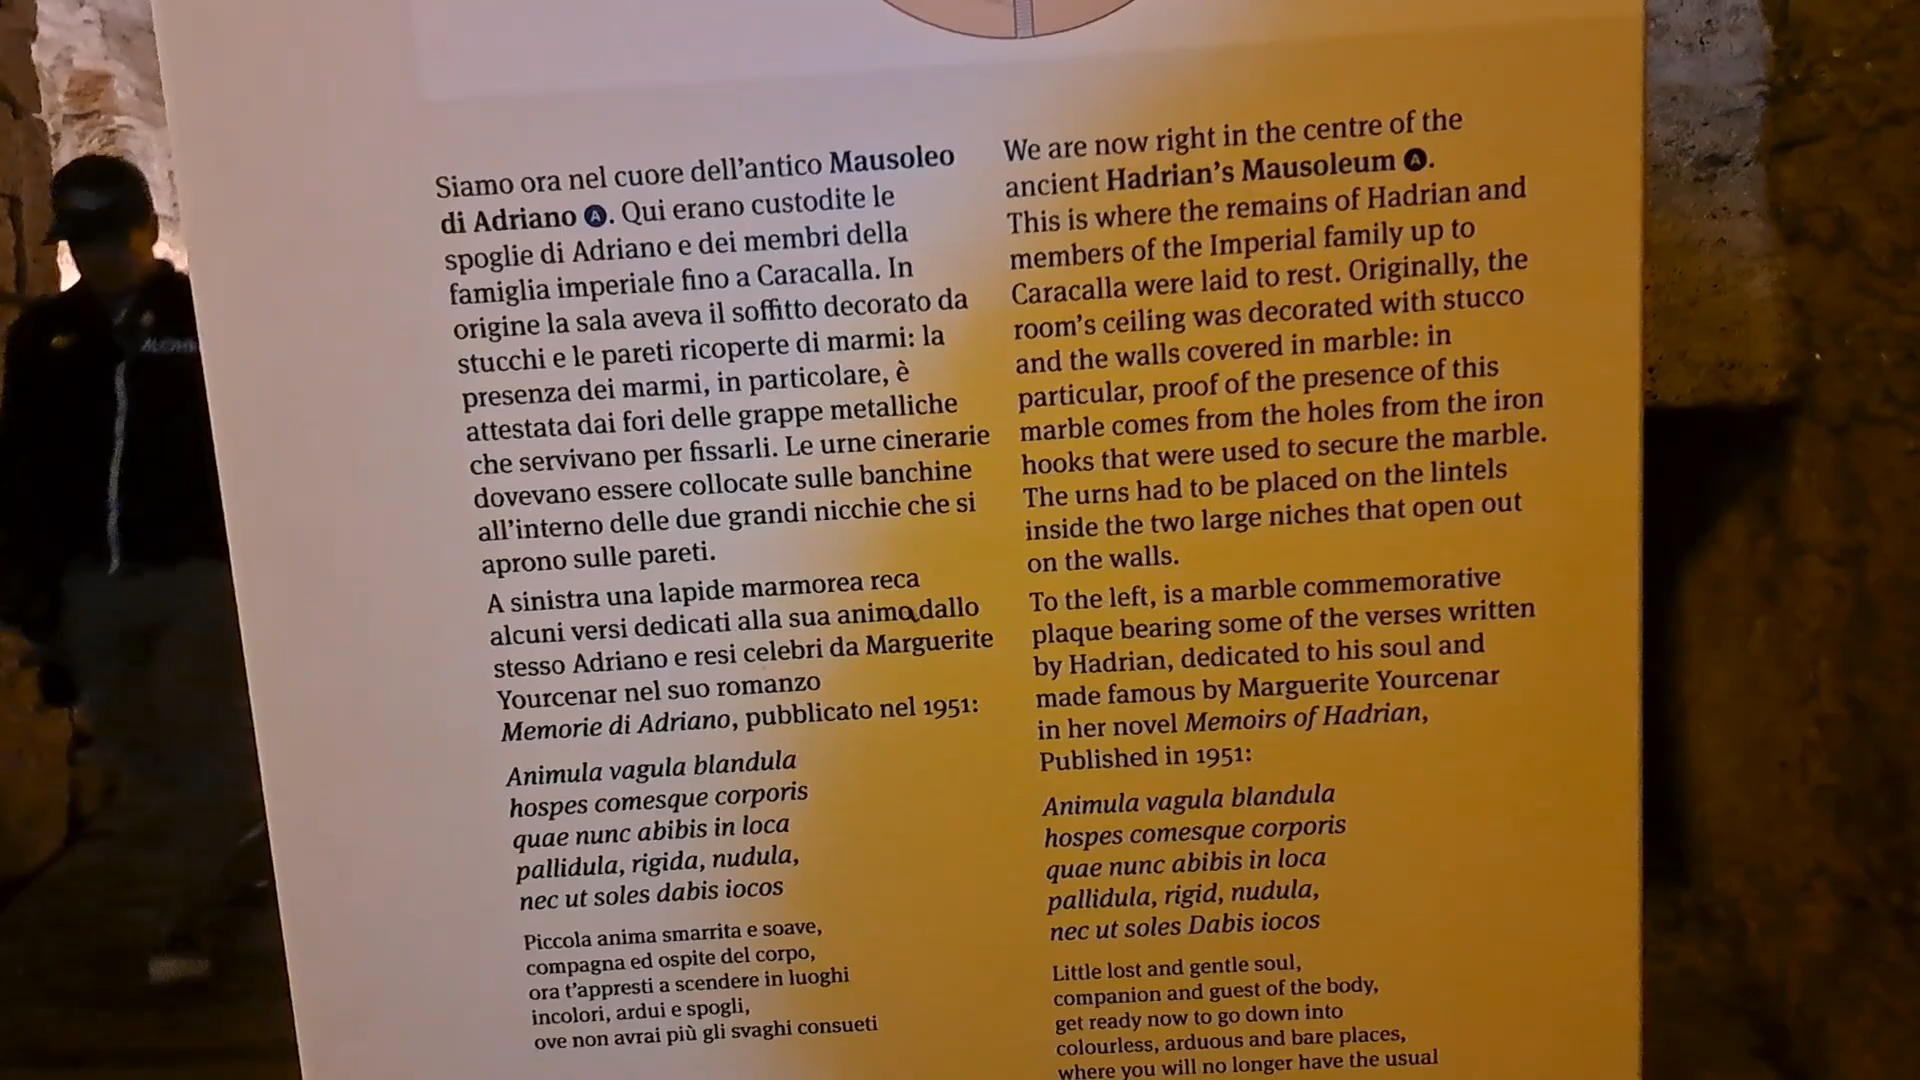 Siamo ora nel cuore dell'antico Mausoleo
di Adriano A. Qui erano custodite le
spoglie di Adriano e dei membri della
famiglia imperiale fino a Caracalla. In
origine la sala aveva il soffitto decorato da
stucchi e le pareti ricoperte di marmi: la
presenza dei marmi, in particolare, è
attestata dai fori delle grappe metalliche
che servivano per fissarli. Le urne cinerarie
dovevano essere collocate sulle banchine
all'interno delle due grandi nicchie che si
aprono sulle pareti.
A sinistra una lapide marmorea reca
alcuni versi dedicati alla sua anima dallo
stesso Adriano e resi celebri da Marguerite
Yourcenar nel suo romanzo
Memorie di Adriano, pubblicato nel 1951:
Animula vagula blandula
hospes comesque corporis
quae nunc abibis in loca
pallidula, rigida, nudula,
nec ut soles dabis iocos
Piccola anima smarrita e soave,
compagna ed ospite del corpo,
ora t'appresti a scendere in luoghi
incolori, ardui e spogli,
ove non avrai più gli svaghi consueti
We are now right in the centre of the
ancient Hadrian's Mausoleum A.
This is where the remains of Hadrian and
members of the Imperial family up to
Caracalla were laid to rest. Originally, the
room's ceiling was decorated with stucco
and the walls covered in marble: in
particular, proof of the presence of this
marble comes from the holes from the iron
hooks that were used to secure the marble.
The urns had to be placed on the lintels
inside the two large niches that open out
on the walls.
To the left, is a marble commemorative
plaque bearing some of the verses written
by Hadrian, dedicated to his soul and
made famous by Marguerite Yourcenar
in her novel Memoirs of Hadrian,
Published in 1951:
Animula vagula blandula
hospes comesque corporis
quae nunc abibis in loca
pallidula, rigid, nudula,
nec ut soles Dabis iocos
Little lost and gentle soul,
companion and guest of the body,
get ready now to go down into
colourless, arduous and bare places,
where you will no longer have the usual